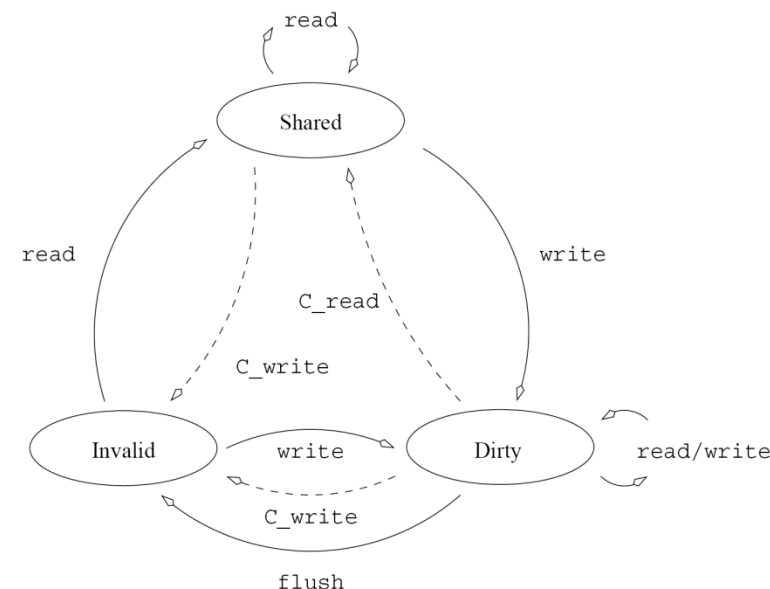 read
Shared
read
write
C_read
C_write
Invalid
write
Dirty
read/write
C_write
flush